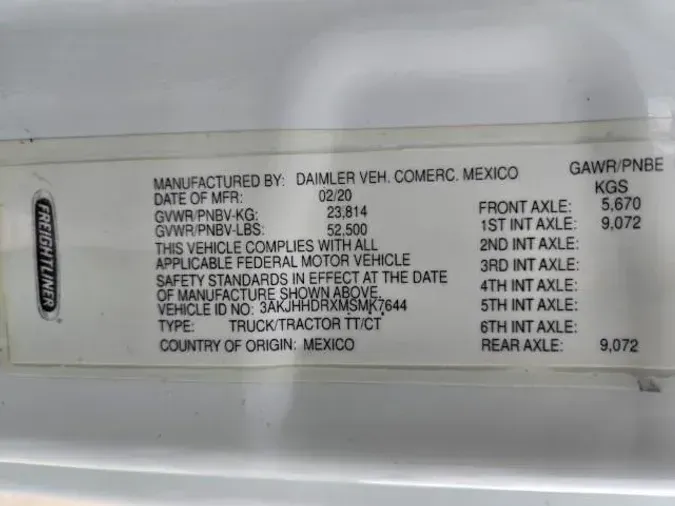 FREIGHTLINER
MANUFACTURED BY: DAIMLER VEH. COMERC. MEXICO
DATE OF MFR: 02/20
GVWR/PNBV-KG: 23,814
GVWR/PNBV-LBS: 52,500
THIS VEHICLE COMPLIES WITH ALL
APPLICABLE FEDERAL MOTOR VEHICLE
SAFETY STANDARDS IN EFFECT AT THE DATE
OF MANUFACTURE SHOWN ABOVE.
VEHICLE ID NO: 3AKJHHDRXMSMK7644
TYPE: TRUCK/TRACTOR TT/CT
COUNTRY OF ORIGIN: MEXICO
GAWR/PNBE
KGS
FRONT AXLE: 5,670
1ST INT AXLE: 9,072
2ND INT AXLE:
3RD INT AXLE:
4TH INT AXLE:
5TH INT AXLE:
6TH INT AXLE:
REAR AXLE: 9,072